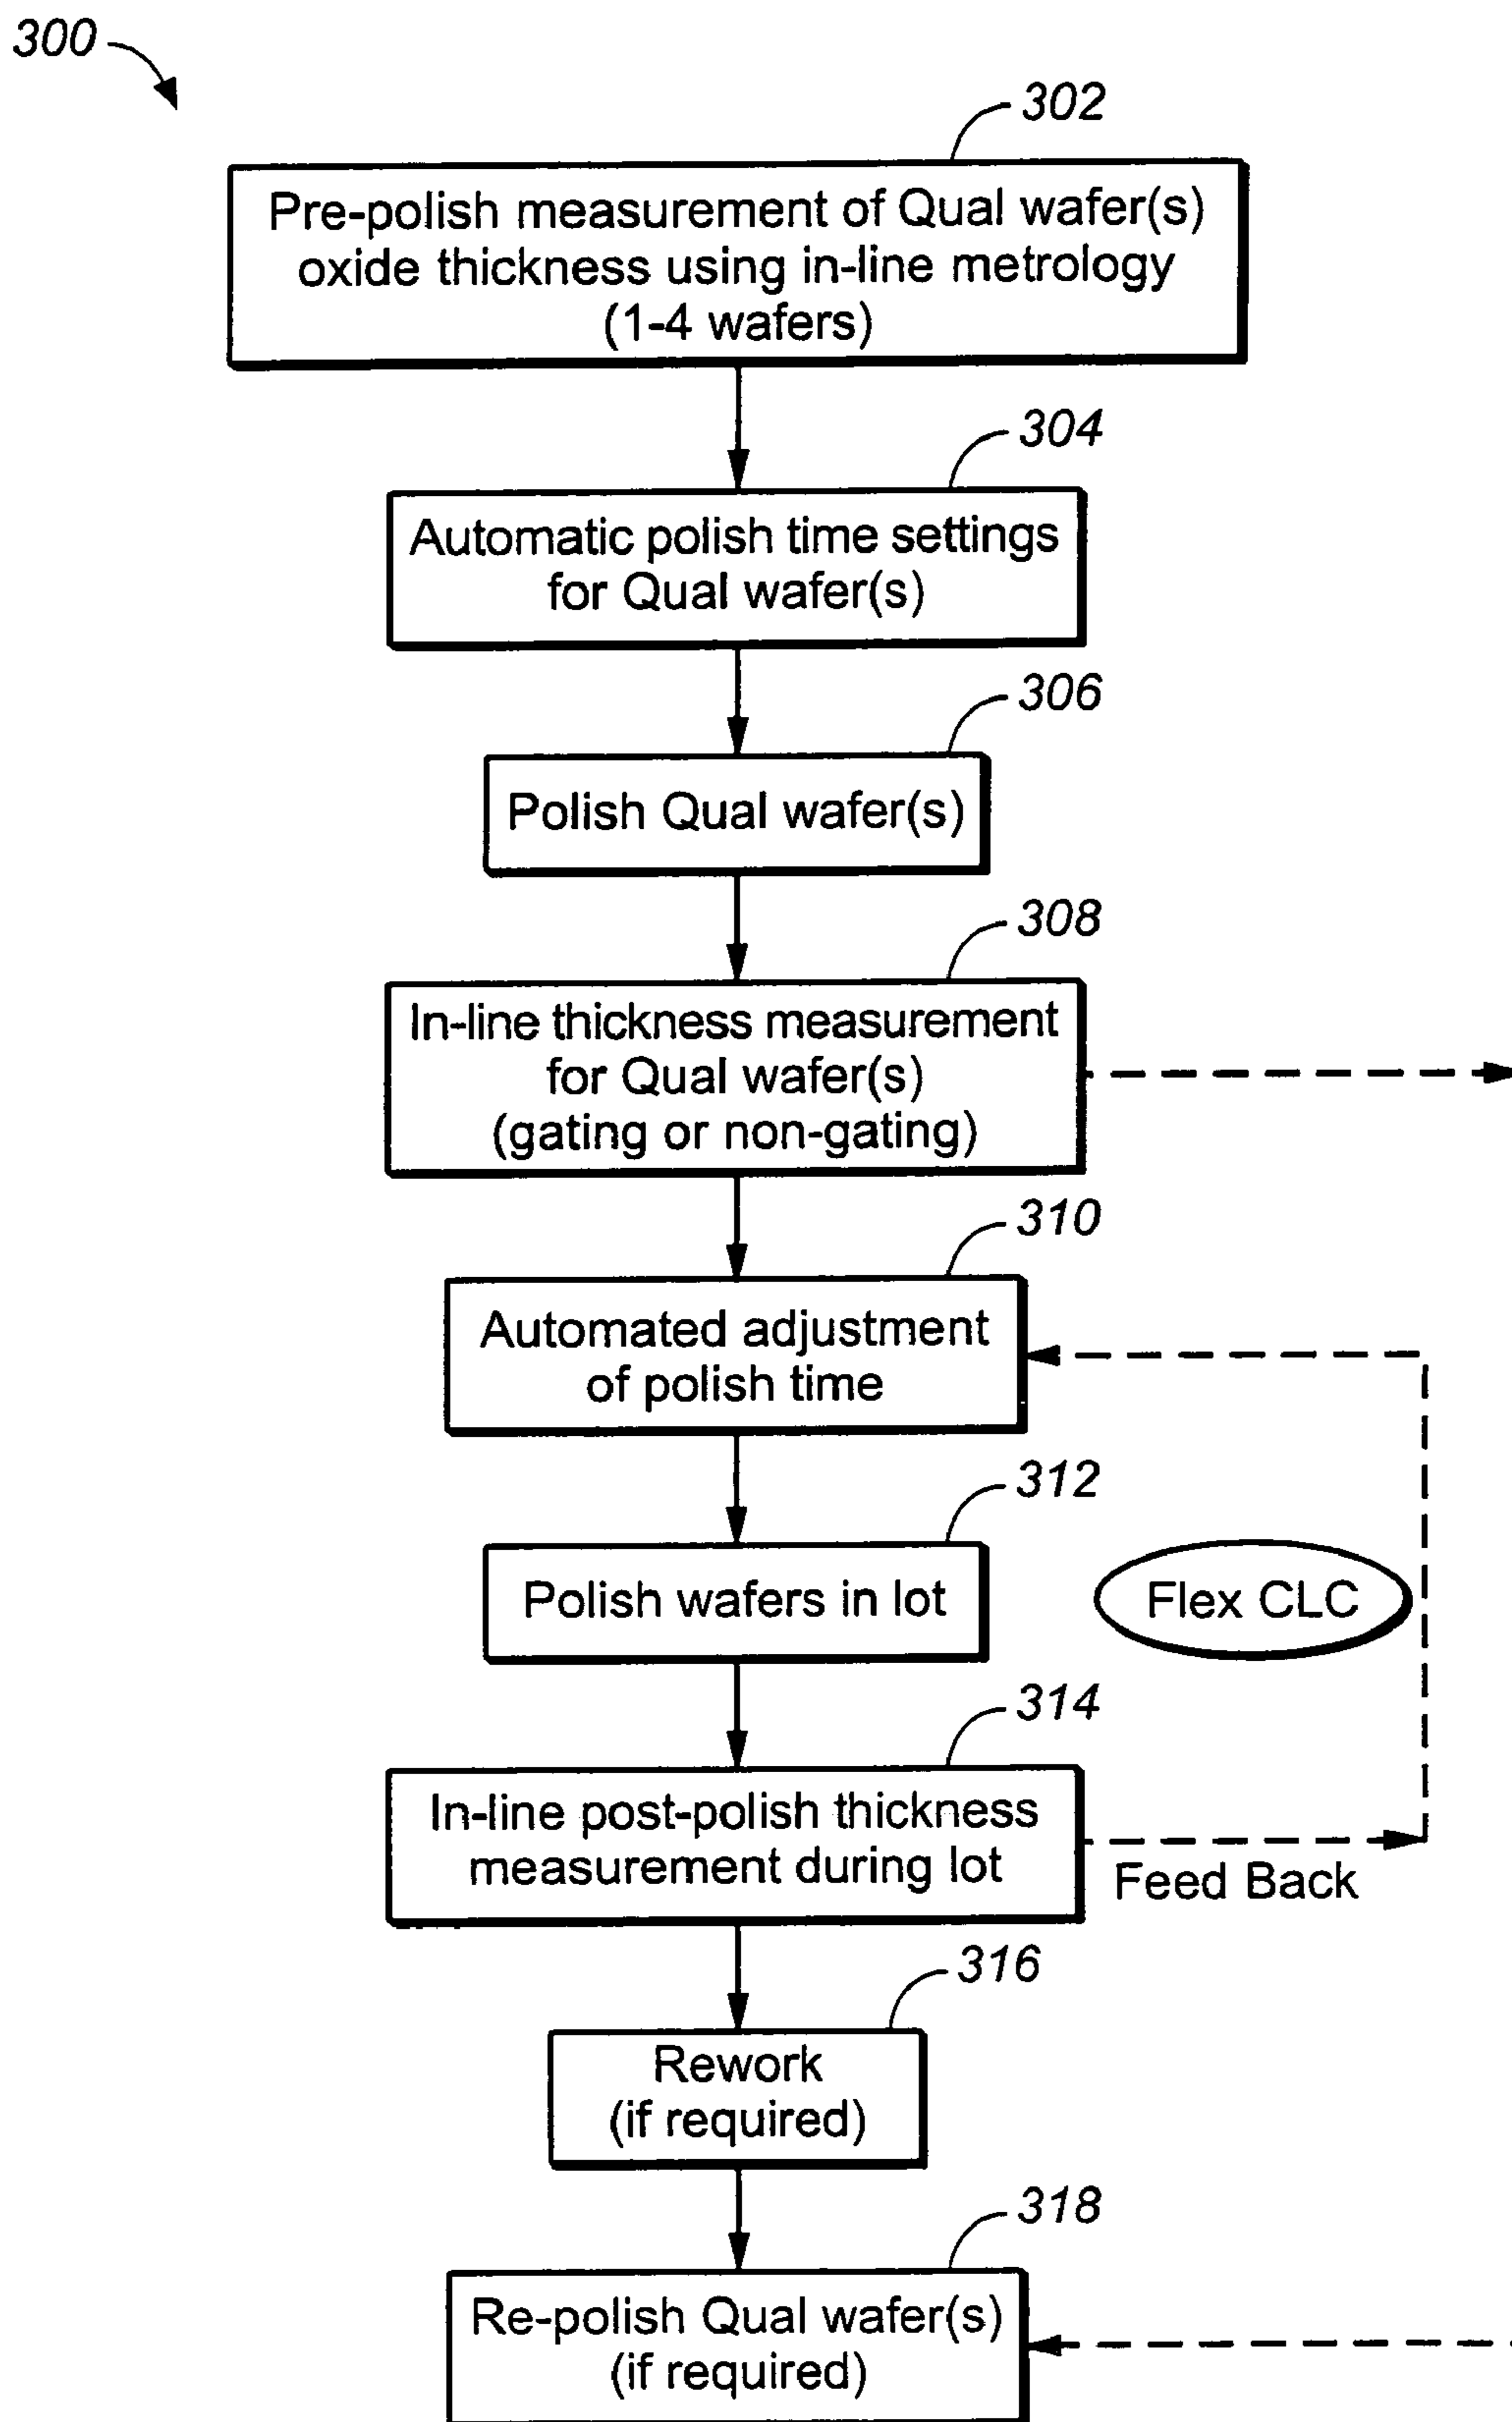 300
302
Pre-polish measurement of Qual wafer(s)
oxide thickness using in-line metrology
(1-4 wafers)
304
Automatic polish time settings
for Qual wafer(s)
306
Polish Qual wafer(s)
308
In-line thickness measurement
for Qual wafer(s)
(gating or non-gating)
310
Automated adjustment
of polish time
312
Polish wafers in lot
Flex CLC
314
In-line post-polish thickness
measurement during lot
Feed Back
316
Rework
(if required)
318
Re-polish Qual wafer(s)
(if required)